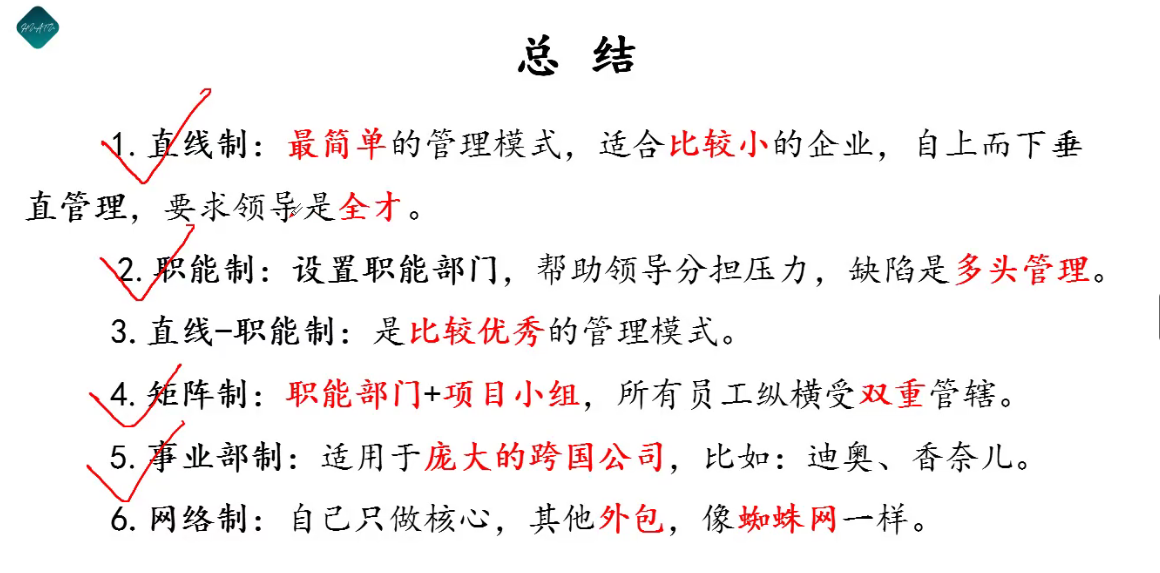 总 结
1. 直线制：最简单的管理模式，适合比较小的企业，自上而下垂
直管理，要求领导是全才。
2. 职能制：设置职能部门，帮助领导分担压力，缺陷是多头管理。
3. 直线-职能制：是比较优秀的管理模式。
4. 矩阵制：职能部门+项目小组，所有员工纵横受双重管辖。
5. 事业部制：适用于庞大的跨国公司，比如：迪奥、香奈儿。
6. 网络制：自己只做核心，其他外包，像蜘蛛网一样。